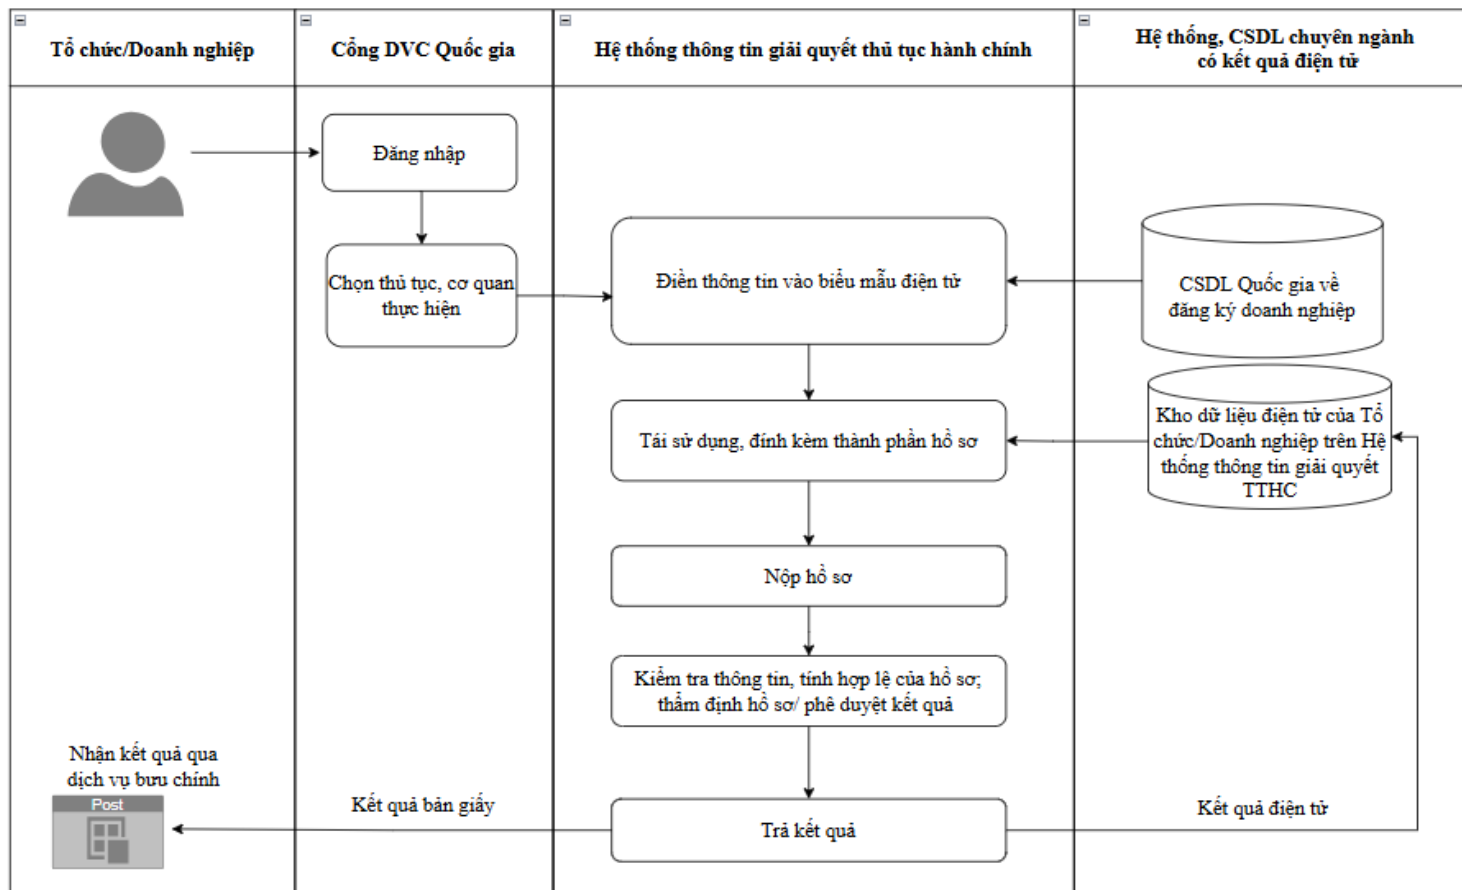 Tổ chức/Doanh nghiệp
Cổng DVC Quốc gia
Hệ thống thông tin giải quyết thủ tục hành chính
Hệ thống, CSDL chuyên ngành
có kết quả điện tử
Đăng nhập
Chọn thủ tục, cơ quan
thực hiện
Điền thông tin vào biểu mẫu điện tử
CSDL Quốc gia về
đăng ký doanh nghiệp
Tái sử dụng, đính kèm thành phần hồ sơ
Kho dữ liệu điện tử của Tổ
chức/Doanh nghiệp trên Hệ
thống thông tin giải quyết
TTHC
Nộp hồ sơ
Kiểm tra thông tin, tính hợp lệ của hồ sơ;
thẩm định hồ sơ/ phê duyệt kết quả
Nhận kết quả qua
dịch vụ bưu chính
Post
Kết quả bản giấy
Trả kết quả
Kết quả điện tử